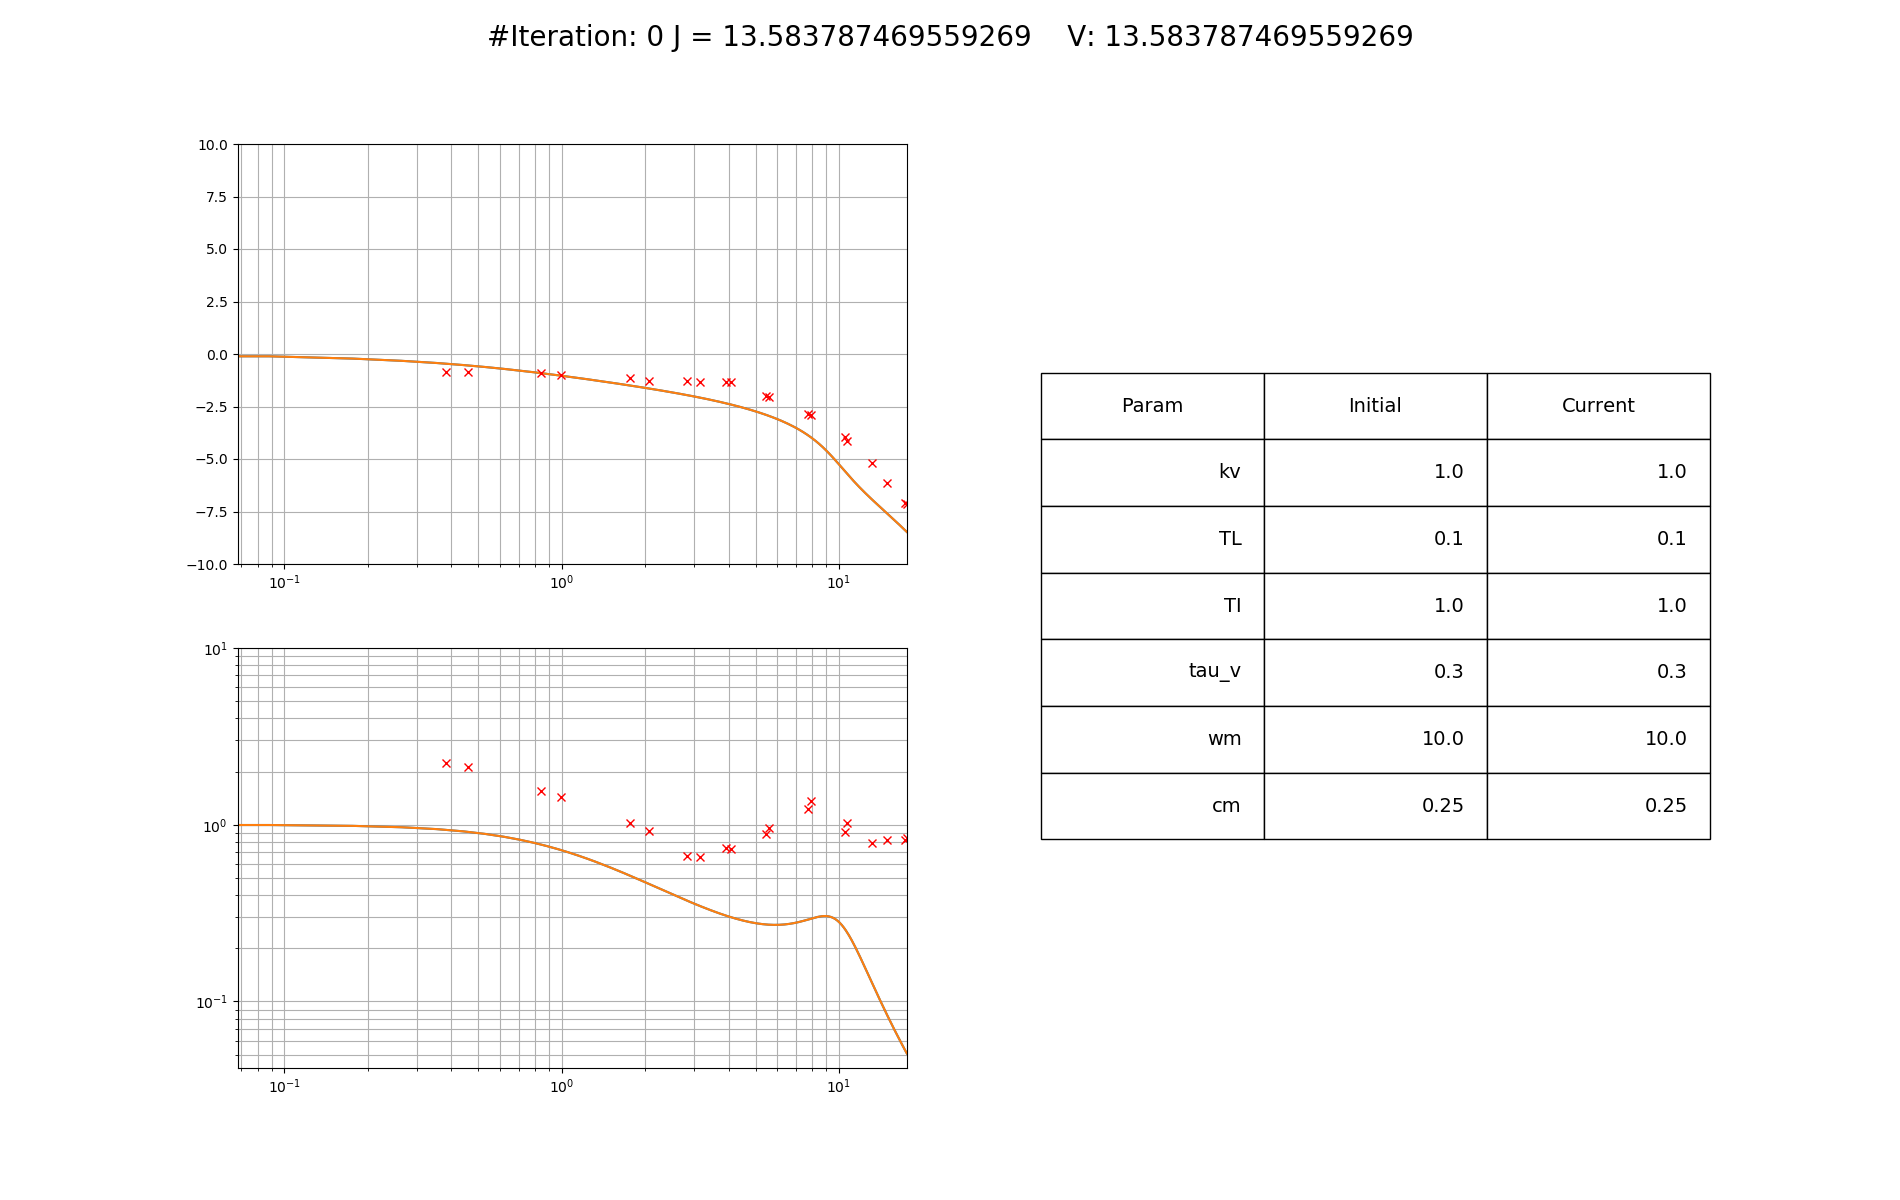 #Iteration: 0 J = 13.583787469559269    V: 13.583787469559269
10.0
7.5
5.0
2.5
0.0
−2.5
−5.0
−7.5
−10.0
10⁻¹ 10⁰ 10¹
10¹
10⁰
10⁻¹
10⁻¹ 10⁰ 10¹
Param Initial Current
kv 1.0 1.0
TL 0.1 0.1
TI 1.0 1.0
tau_v 0.3 0.3
wm 10.0 10.0
cm 0.25 0.25